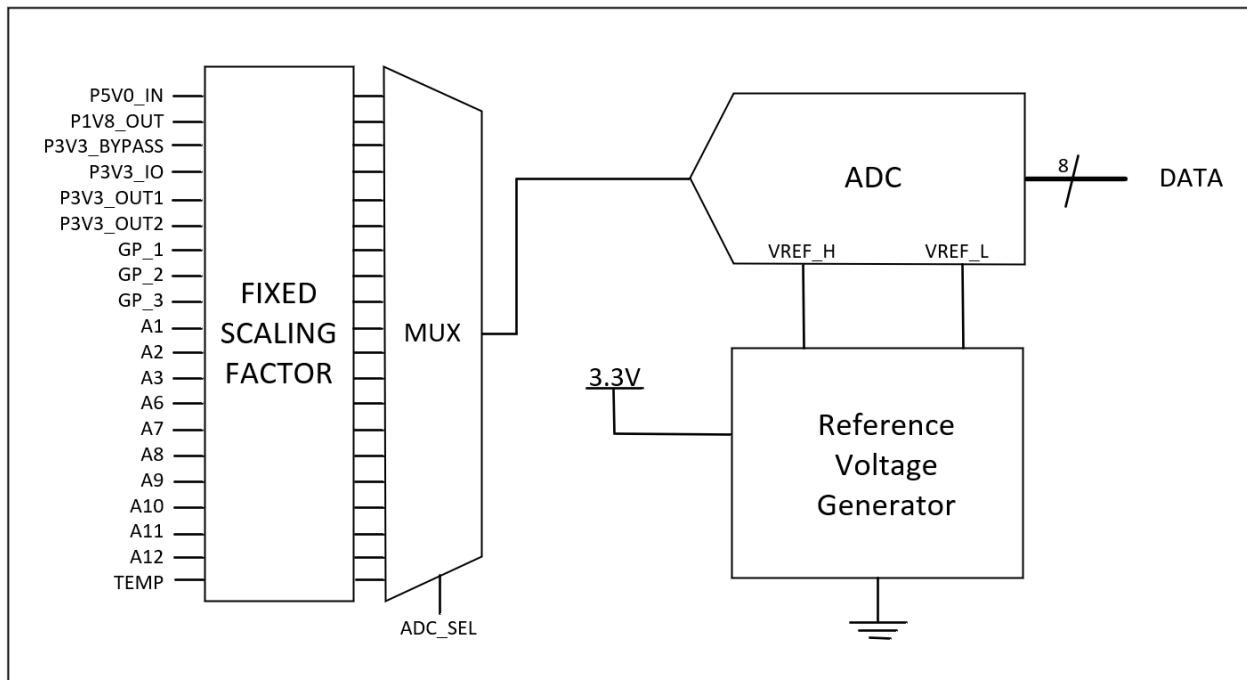 P5V0_IN
P1V8_OUT
P3V3_BYPASS
P3V3_IO
P3V3_OUT1
P3V3_OUT2
GP_1
GP_2
GP_3
A1
A2
A3
A6
A7
A8
A9
A10
A11
A12
TEMP
FIXED
SCALING
FACTOR
MUX
ADC_SEL
ADC
VREF_H
VREF_L
8
DATA
3.3V
Reference
Voltage
Generator